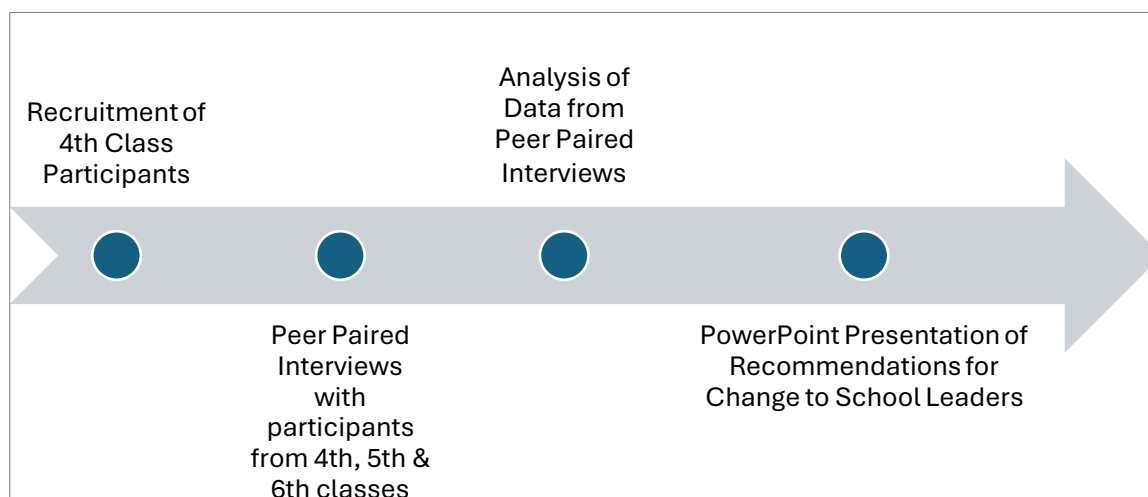 Recruitment of
4th Class
Participants
Peer Paired
Interviews
with
participants
from 4th, 5th &
6th classes
Analysis of
Data from
Peer Paired
Interviews
PowerPoint Presentation of
Recommendations for
Change to School Leaders